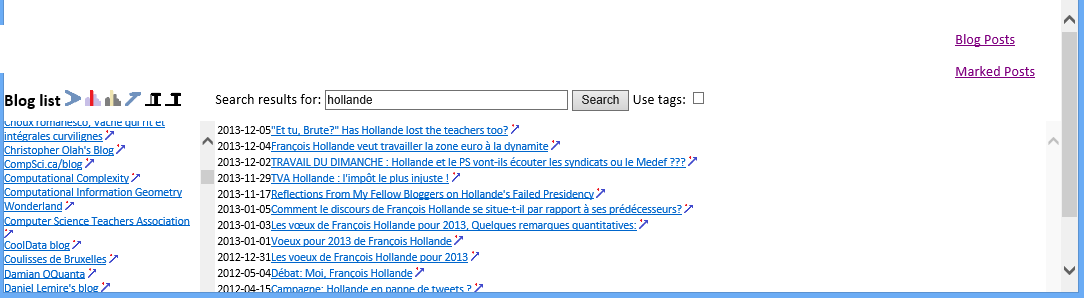 Blog Posts
Marked Posts
Blog list
Search results for: hollande Search Use tags:
Choux romanesco, Vache qui rit et
intégrales curvilignes
Christopher Olah's Blog
CompSci.ca/blog
Computational Complexity
Computational Information Geometry
Wonderland
Computer Science Teachers Association
CoolData blog
Coulisses de Bruxelles
Damian OQuanta
Daniel Lemire's blog
2013-12-05"Et tu, Brute?" Has Hollande lost the teachers too?
2013-12-04François Hollande veut travailler la zone euro à la dynamite
2013-12-02TRAVAIL DU DIMANCHE : Hollande et le PS vont-ils écouter les syndicats ou le Medef ???
2013-11-29TVA Hollande : l'impôt le plus injuste !
2013-11-17Reflections From My Fellow Bloggers on Hollande's Failed Presidency
2013-01-05Comment le discours de François Hollande se situe-t-il par rapport à ses prédécesseurs?
2013-01-03Les vœux de François Hollande pour 2013, Quelques remarques quantitatives:
2013-01-01Voeux pour 2013 de François Hollande
2012-12-31Les voeux de François Hollande pour 2013
2012-05-04Débat: Moi, François Hollande
2012-04-15Campagne: Hollande en panne de tweets ?